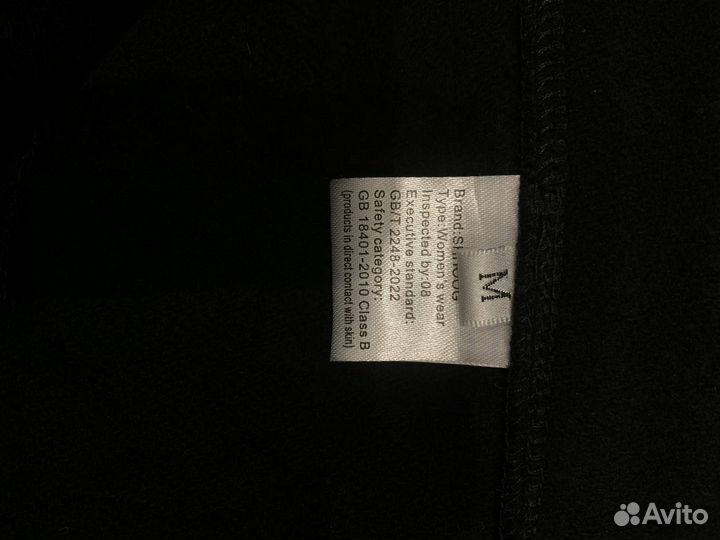 Brand:
Type:Women's wear
Inspected by:08
Executive standard:
GB/T 2248-2022
Safety category:
GB 18401-2010 Class B
(products in direct contact with skin)
M
Avito